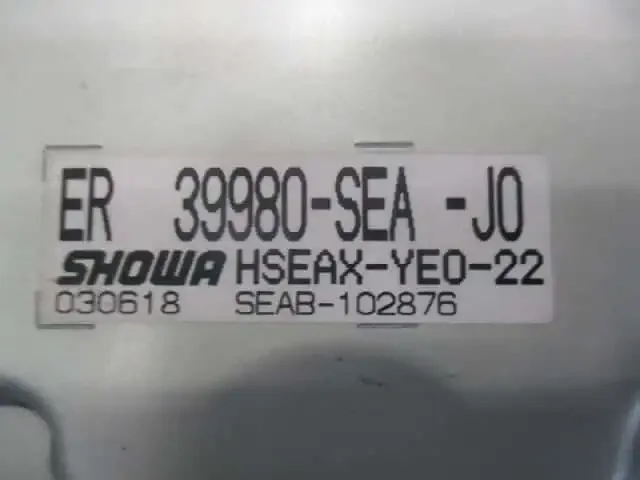 ER 39980-SEA -J0
SHOWA HSEAX-YE0-22
030618 SEAB-102876